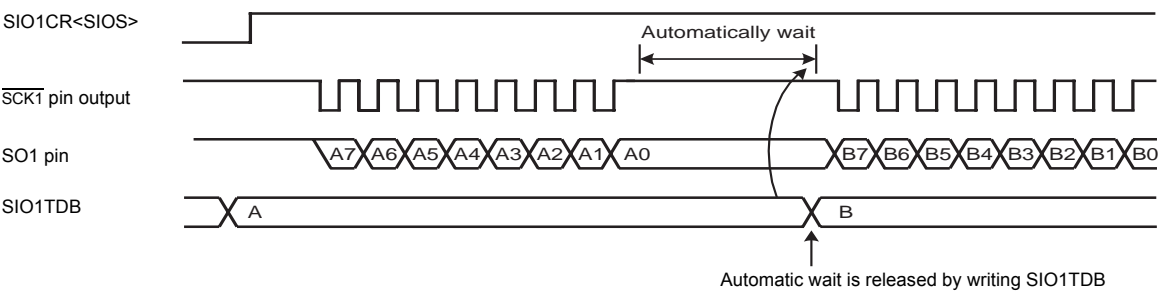 SIO1CR<SIOS>
Automatically wait
SCK1 pin output
SO1 pin
A7 A6 A5 A4 A3 A2 A1 A0 B7 B6 B5 B4 B3 B2 B1 B0
SIO1TDB
A B
Automatic wait is released by writing SIO1TDB